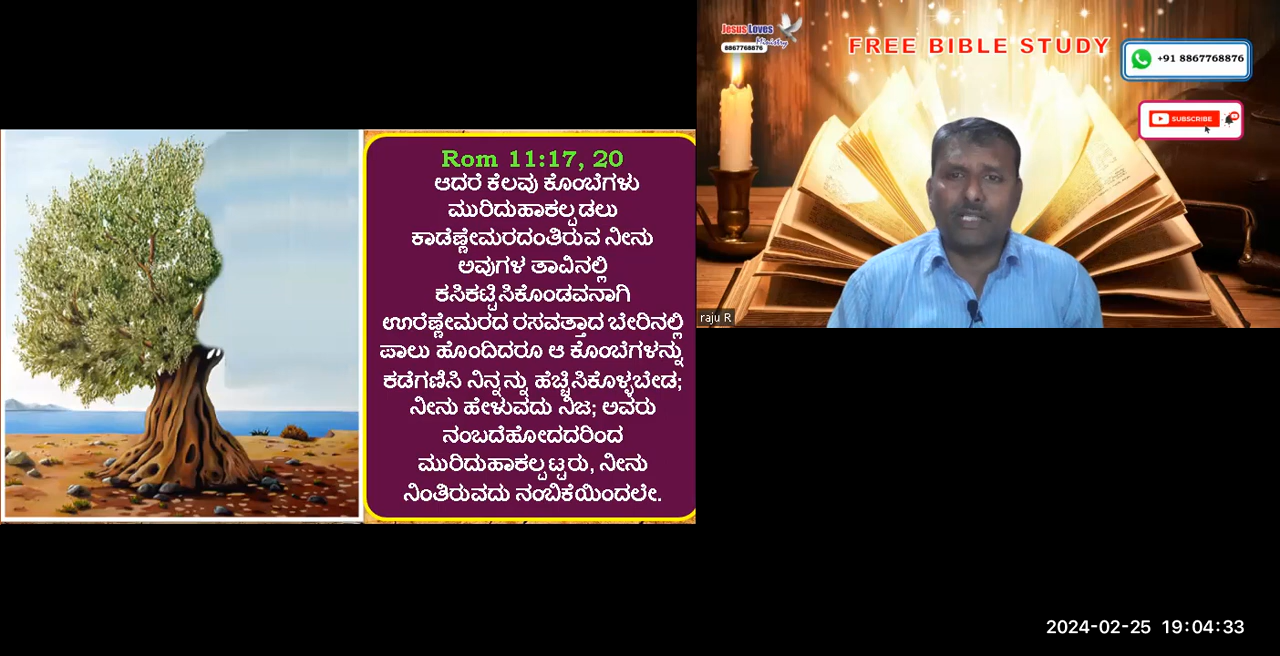 Rom 11:17, 20
ಆದರೆ ಕೆಲವು ಕೊಂಬೆಗಳು
ಮುರಿದುಹಾಕಲ್ಪಡಲು
ಕಾಡೆಣ್ಣೇಮರದಂತಿರುವ ನೀನು
ಅವುಗಳ ತಾವಿನಲ್ಲಿ
ಕಸಿಕಟ್ಟಿಸಿಕೊಂಡವನಾಗಿ
ಊರೆಣ್ಣೇಮರದ ರಸವತ್ತಾದ ಬೇರಿನಲ್ಲಿ
ಪಾಲು ಹೊಂದಿದರೂ ಆ ಕೊಂಬೆಗಳನ್ನು
ಕಡೆಗಣಿಸಿ ನಿನ್ನನ್ನು ಹೆಚ್ಚಿಸಿಕೊಳ್ಳಬೇಡ;
ನೀನು ಹೇಳುವದು ನಿಜ; ಅವರು
ನಂಬದೆಹೋದದರಿಂದ
ಮುರಿದುಹಾಕಲ್ಪಟ್ಟರು, ನೀನು
ನಿಂತಿರುವದು ನಂಬಿಕೆಯಿಂದಲೇ.
Jesus Loves
Ministry
8867768876
FREE BIBLE STUDY
+91 8867768876
SUBSCRIBE
raju R
2024-02-25 19:04:33